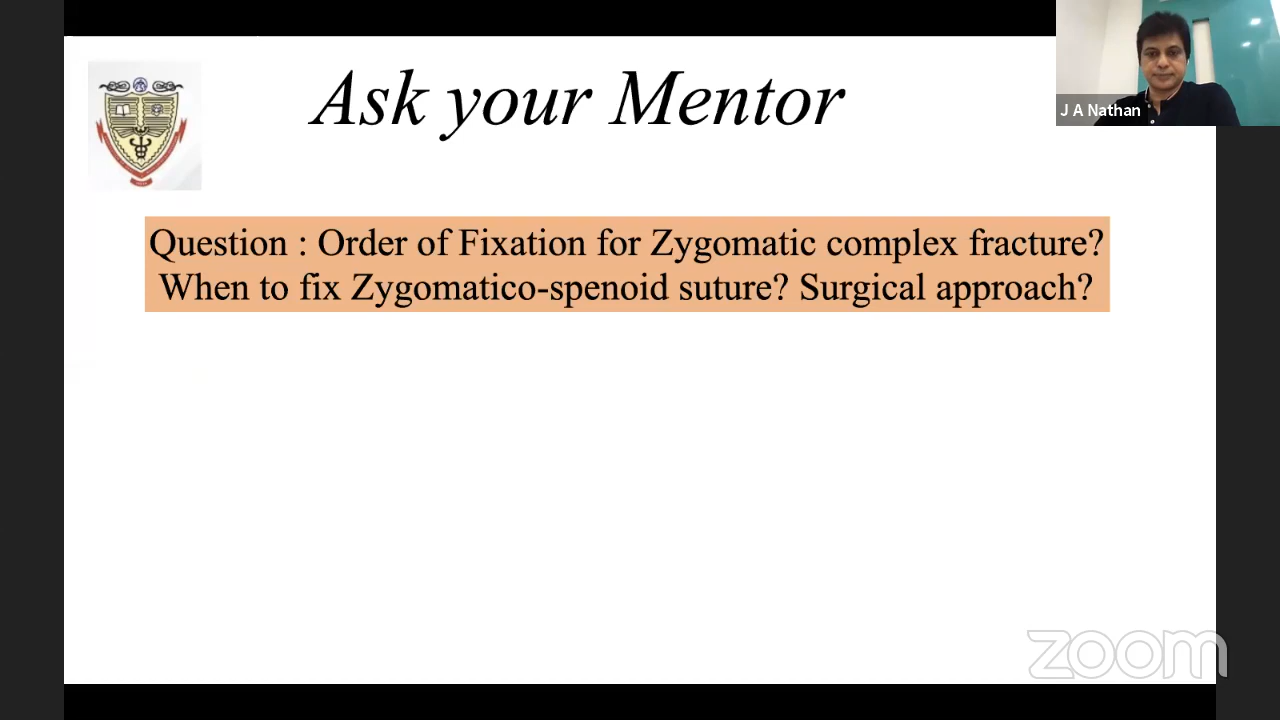 Ask your Mentor
J A Nathan
Question : Order of Fixation for Zygomatic complex fracture?
When to fix Zygomatico-spenoid suture? Surgical approach?
zoom